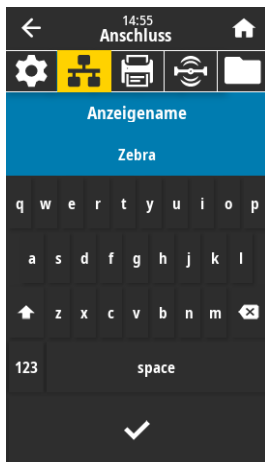 14:55
Anschluss
Anzeigename
Zebra
q w e r t y u i o p
a s d f g h j k l
z x c v b n m
123 space